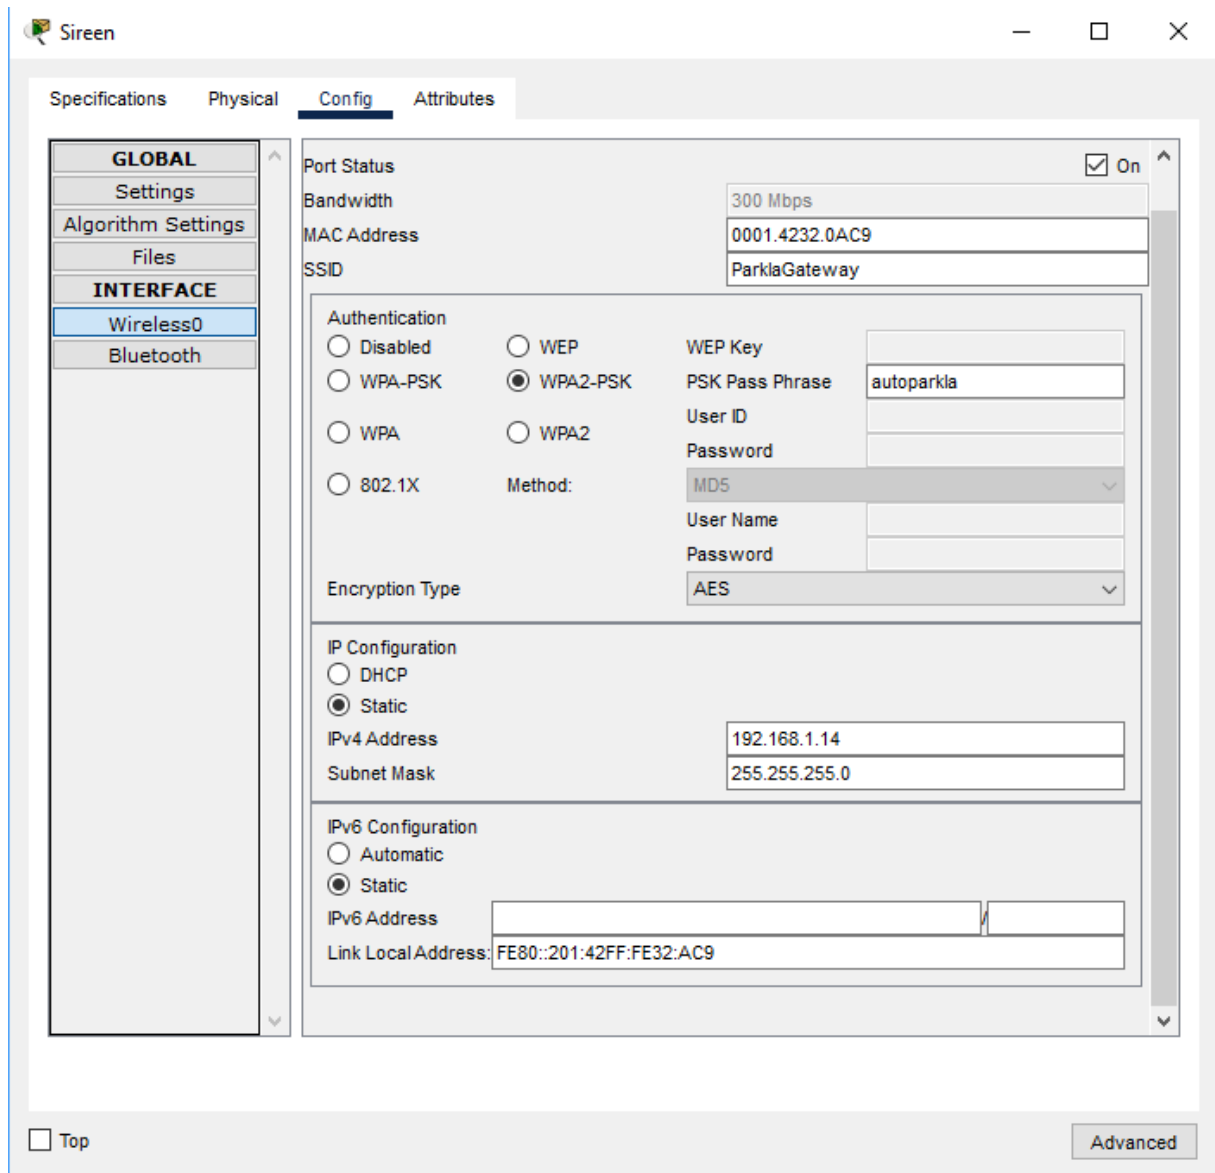 Sireen
Specifications Physical Config Attributes
GLOBAL
Settings
Algorithm Settings
Files
INTERFACE
Wireless0
Bluetooth
Port Status On
Bandwidth 300 Mbps
MAC Address 0001.4232.0AC9
SSID ParklaGateway
Authentication
Disabled WEP WEP Key
WPA-PSK WPA2-PSK PSK Pass Phrase autoparkla
User ID
WPA WPA2
Password
802.1X Method: MD5
User Name
Password
Encryption Type AES
IP Configuration
DHCP
Static
IPv4 Address 192.168.1.14
Subnet Mask 255.255.255.0
IPv6 Configuration
Automatic
Static
IPv6 Address /
Link Local Address: FE80::201:42FF:FE32:AC9
Top Advanced